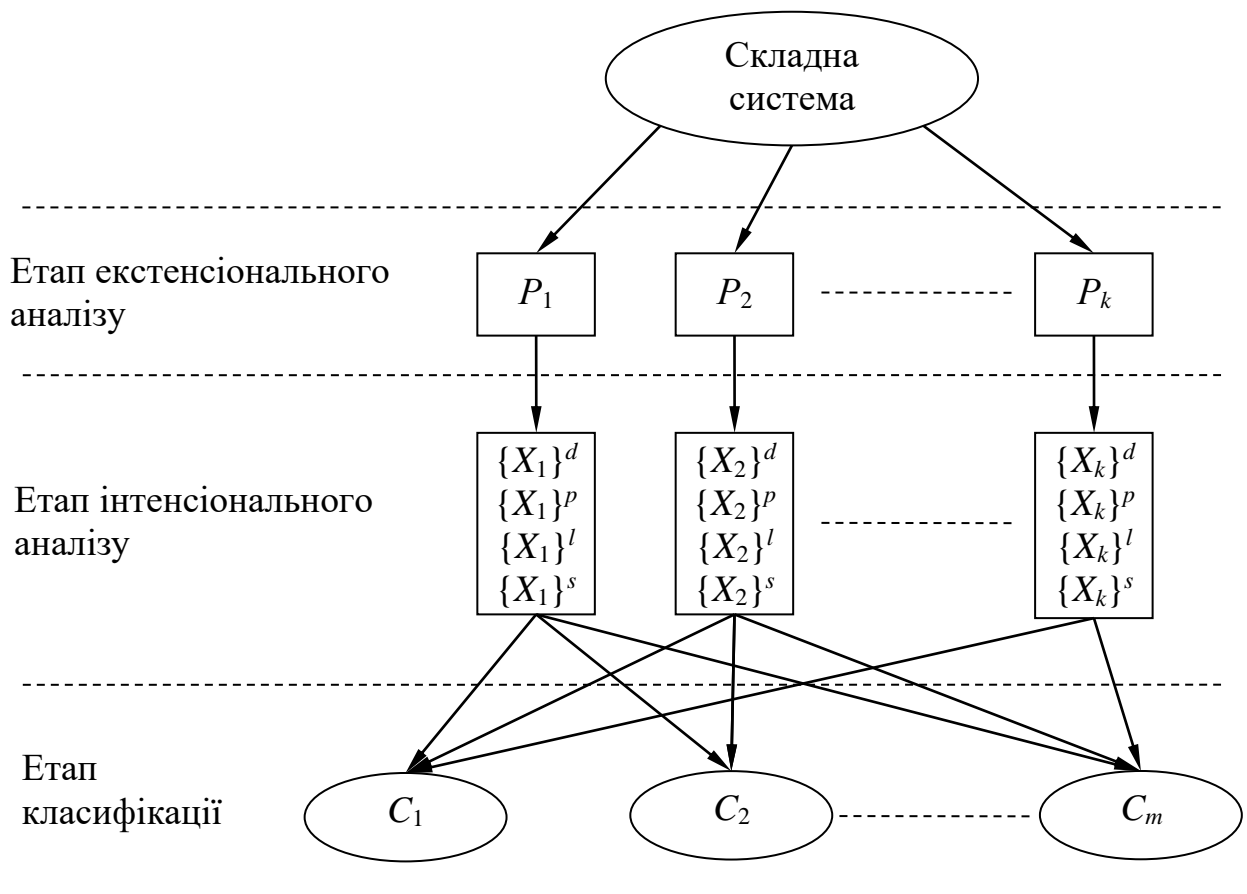 Складна
система
Етап екстенсіонального
аналізу
P₁ P₂ Pₖ
Етап інтенсіонального
аналізу
{X₁}ᵈ {X₂}ᵈ {Xₖ}ᵈ
{X₁}ᵖ {X₂}ᵖ {Xₖ}ᵖ
{X₁}ˡ {X₂}ˡ {Xₖ}ˡ
{X₁}ˢ {X₂}ˢ {Xₖ}ˢ
Етап
класифікації
C₁ C₂ Cₘ